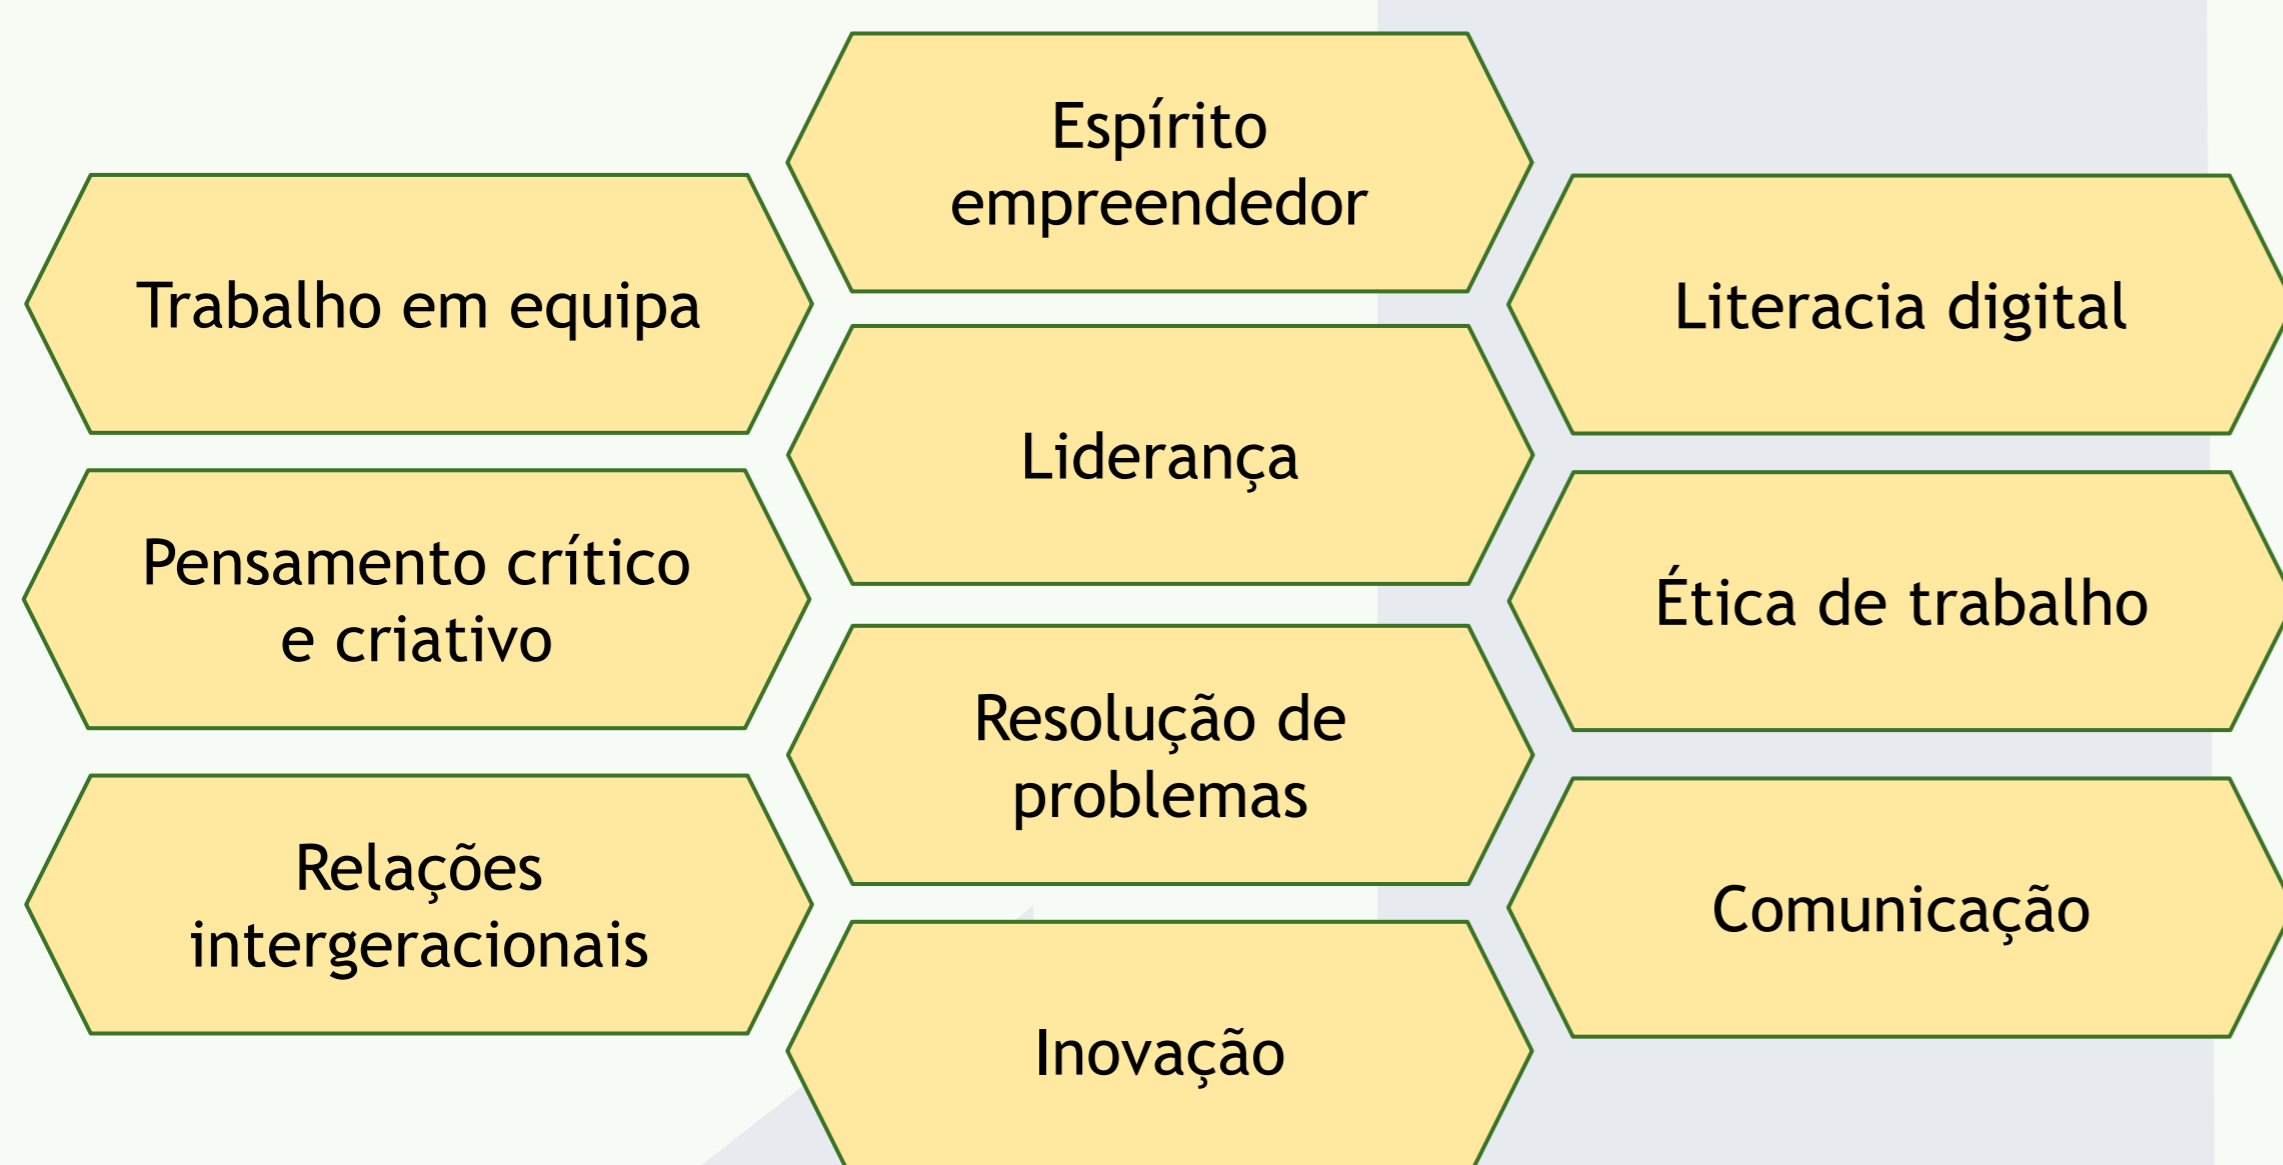 Espírito
empreendedor
Trabalho em equipa
Literacia digital
Liderança
Pensamento crítico
e criativo
Ética de trabalho
Resolução de
problemas
Relações
intergeracionais
Comunicação
Inovação